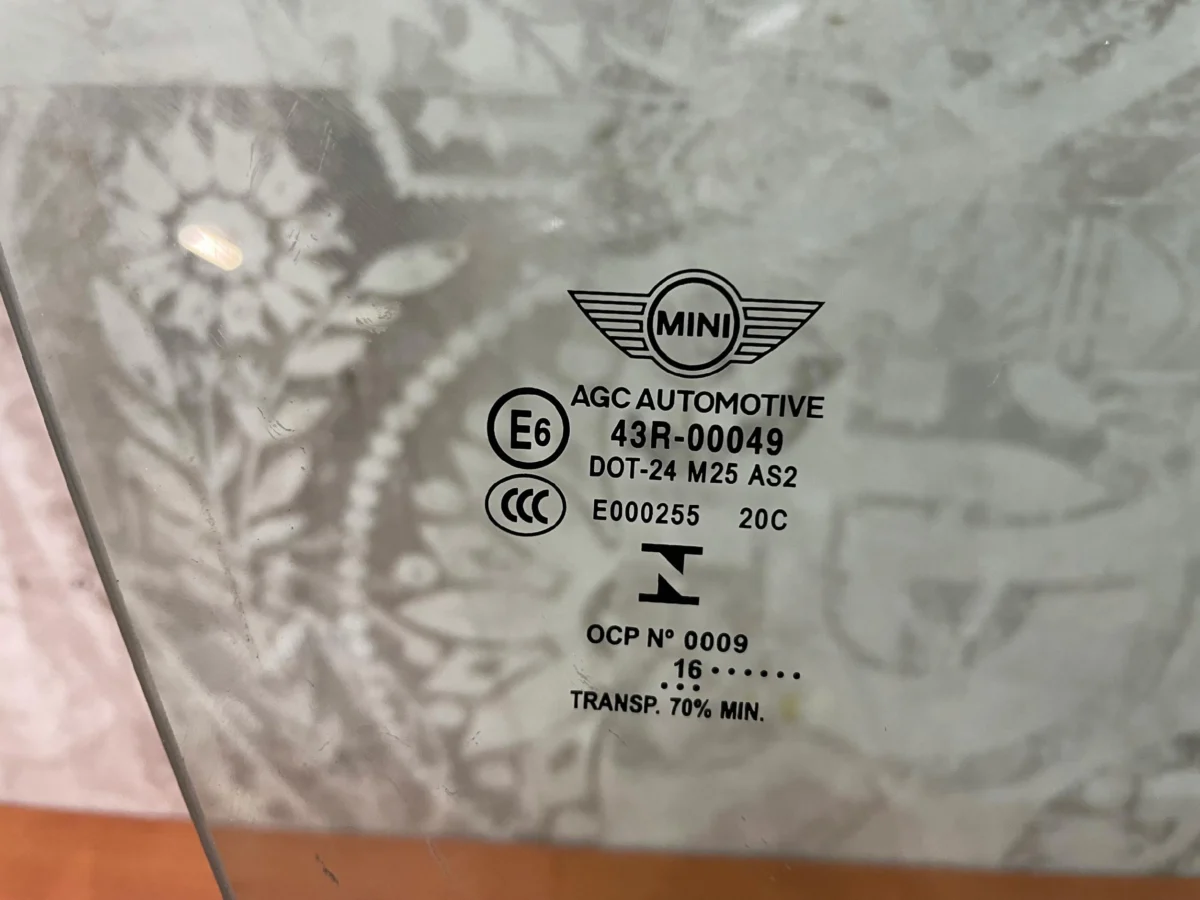 MINI
AGC AUTOMOTIVE
E6 43R-00049
DOT-24 M25 AS2
CCC E000255 20C
OCP Nº 0009
16 • • • • • •
• • •
TRANSP. 70% MIN.